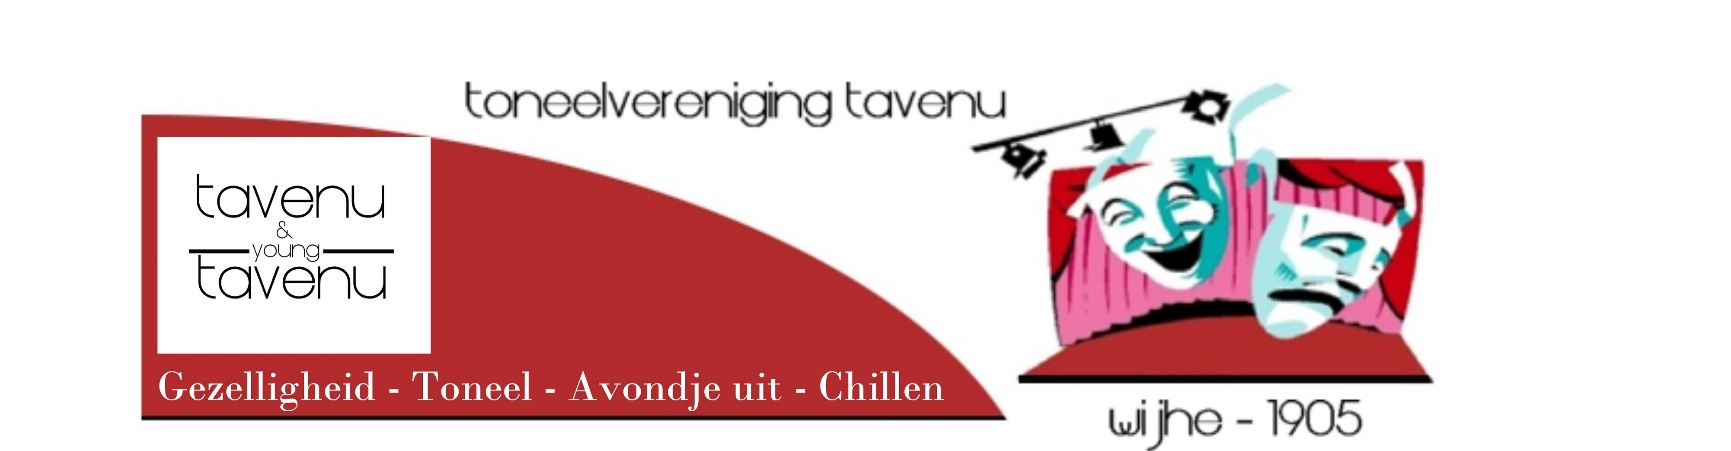 toneelvereniging tavenu
tavenu
&
young
tavenu
Gezelligheid - Toneel - Avondje uit - Chillen
wijhe - 1905